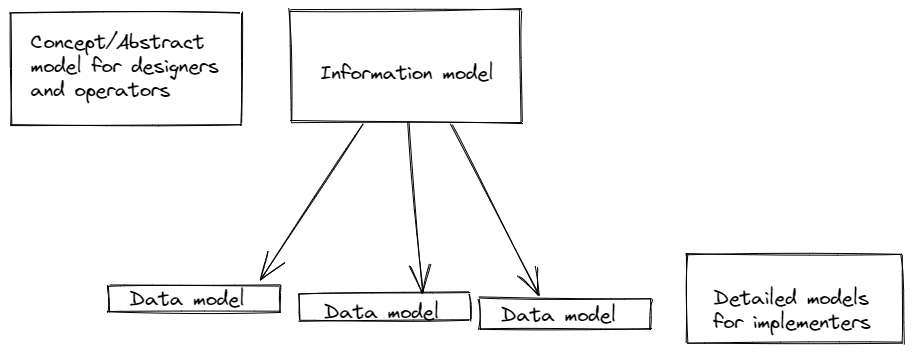 Concept/Abstract
model for designers
and operators
Information model
Data model
Data model
Data model
Detailed models
for implementers